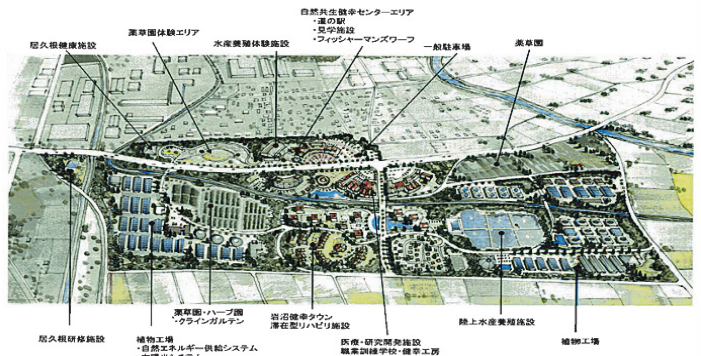 自然共生健幸センターエリア
・道の駅
・見学施設
・フィッシャーマンズワーフ
居久根健康施設
薬草園体験エリア
水産養殖体験施設
一般駐車場
薬草園
居久根研修施設
植物工場
・自然エネルギー供給システム
薬草園・ハーブ園
・クラインガルテン
岩沼健幸タウン
滞在型リハビリ施設
医療・研究開発施設
職業訓練学校・健幸工房
陸上水産養殖施設
植物工場